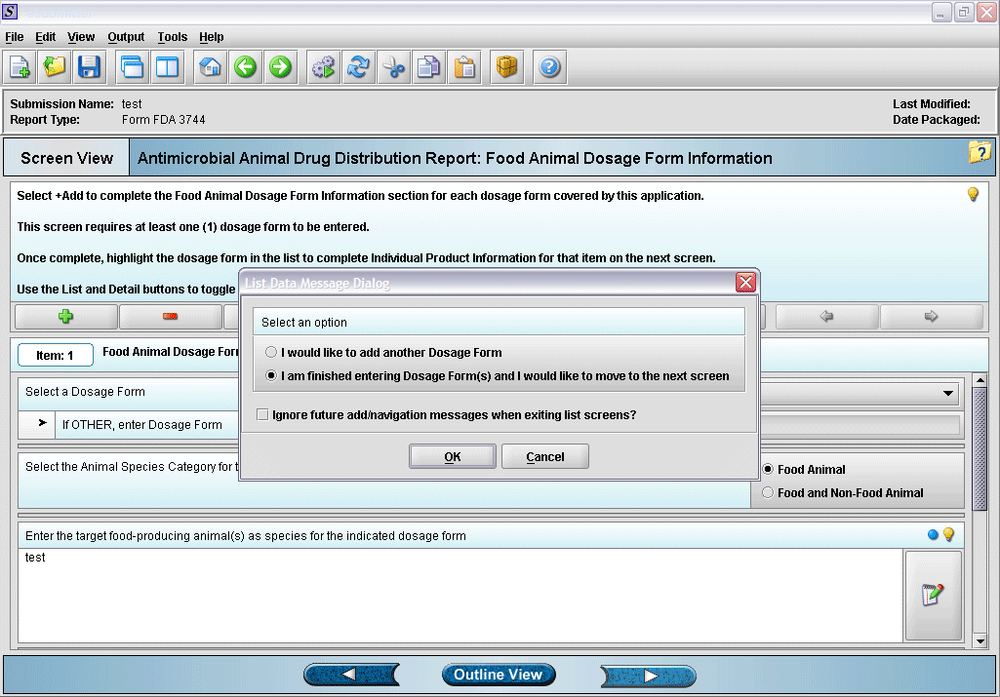 S
File Edit View Output Tools Help
Submission Name: test
Last Modified:
Report Type: Form FDA 3744
Date Packaged:
Screen View
Antimicrobial Animal Drug Distribution Report: Food Animal Dosage Form Information
Select +Add to complete the Food Animal Dosage Form Information section for each dosage form covered by this application.
This screen requires at least one (1) dosage form to be entered.
Once complete, highlight the dosage form in the list to complete Individual Product Information for that item on the next screen.
Use the List and Detail buttons to toggle
List Data Message Dialog
Select an option
I would like to add another Dosage Form
I am finished entering Dosage Form(s) and I would like to move to the next screen
Ignore future add/navigation messages when exiting list screens?
OK Cancel
Item: 1
Food Animal Dosage For
Select a Dosage Form
If OTHER, enter Dosage Form
Select the Animal Species Category for t
Food Animal
Food and Non-Food Animal
Enter the target food-producing animal(s) as species for the indicated dosage form
test
Outline View